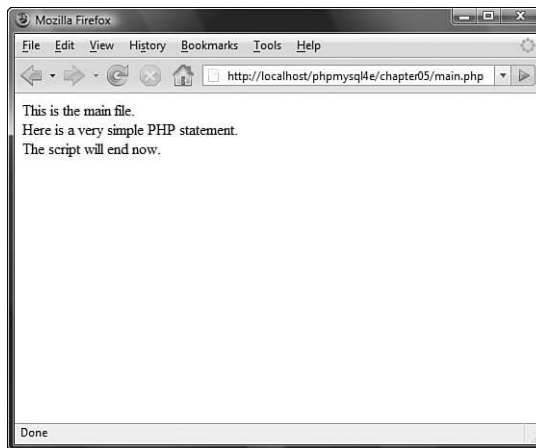 Mozilla Firefox
File Edit View History Bookmarks Tools Help
http://localhost/phpmysql4e/chapter05/main.php
This is the main file.
Here is a very simple PHP statement.
The script will end now.
Done